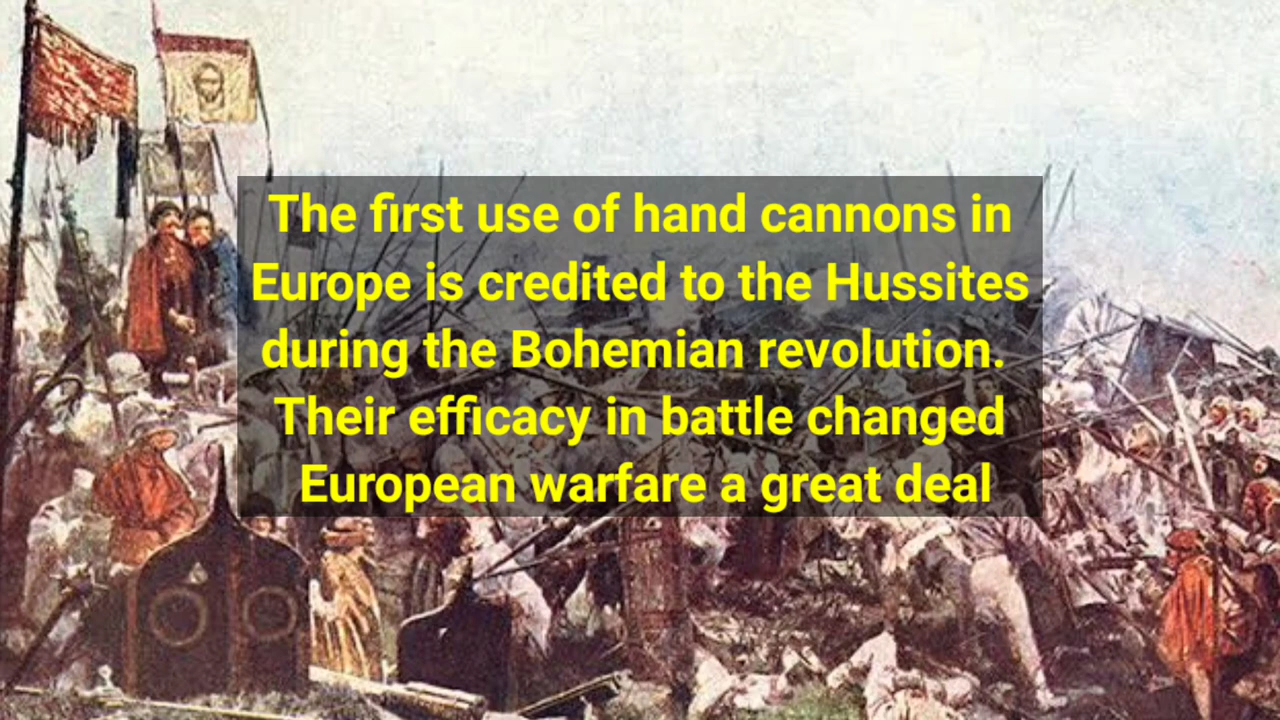 The first use of hand cannons in
Europe is credited to the Hussites
during the Bohemian revolution.
Their efficacy in battle changed
European warfare a great deal